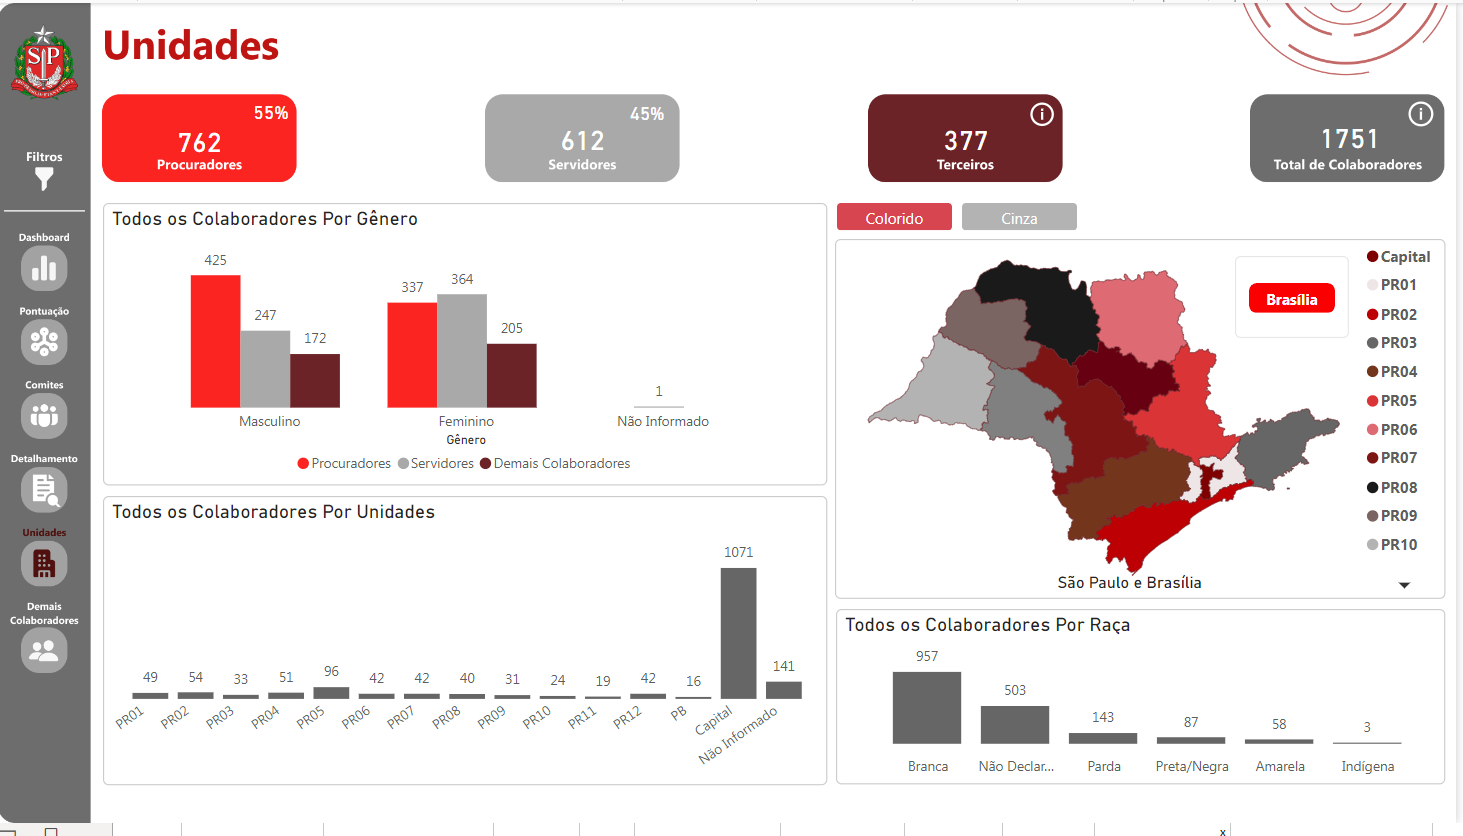 Unidades
SP
Filtros
Dashboard
Pontuação
Comites
Detalhamento
Unidades
Demais
Colaboradores
55%
762
Procuradores
45%
612
Servidores
377
Terceiros
1751
Total de Colaboradores
Todos os Colaboradores Por Gênero
425
247
172
337
364
205
1
Masculino
Feminino
Não Informado
Gênero
Procuradores
Servidores
Demais Colaboradores
Colorido
Cinza
Brasília
Capital
PR01
PR02
PR03
PR04
PR05
PR06
PR07
PR08
PR09
PR10
São Paulo e Brasília
Todos os Colaboradores Por Unidades
49
54
33
51
96
42
42
40
31
24
19
42
16
1071
141
PR01
PR02
PR03
PR04
PR05
PR06
PR07
PR08
PR09
PR10
PR11
PR12
PB
Capital
Não Informado
Todos os Colaboradores Por Raça
957
503
143
87
58
3
Branca
Não Declar...
Parda
Preta/Negra
Amarela
Indígena
x